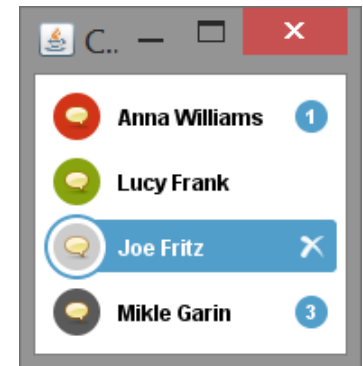 C..
Anna Williams 1
Lucy Frank
Joe Fritz
Mikle Garin 3